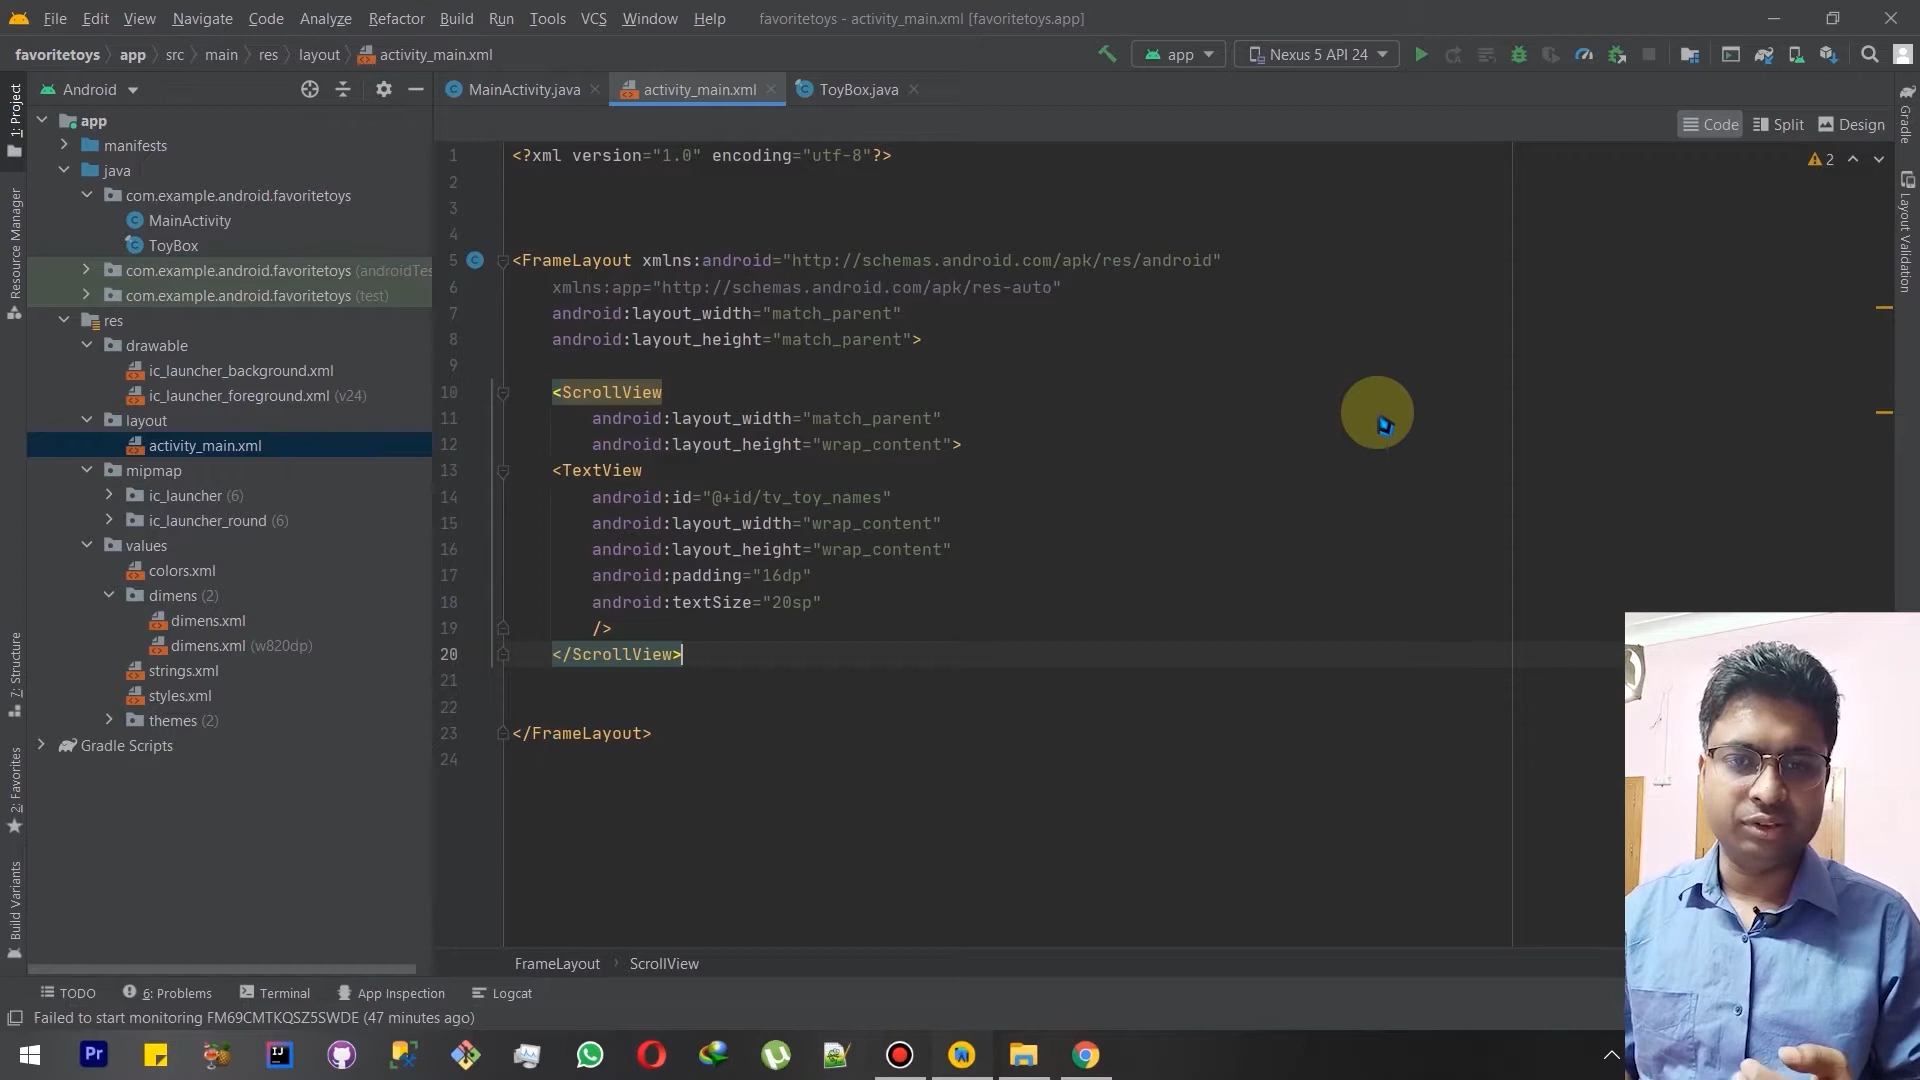 File Edit View Navigate Code Analyze Refactor Build Run Tools VCS Window Help favoritetoys - activity_main.xml [favoritetoys.app]
favoritetoys app src main res layout activity_main.xml app Nexus 5 API 24
1: Project
Resource Manager
7: Structure
2: Favorites
Build Variants
Android
app
manifests
java
com.example.android.favoritetoys
MainActivity
ToyBox
com.example.android.favoritetoys (androidTes
com.example.android.favoritetoys (test)
res
drawable
ic_launcher_background.xml
ic_launcher_foreground.xml (v24)
layout
activity_main.xml
mipmap
ic_launcher (6)
ic_launcher_round (6)
values
colors.xml
dimens (2)
dimens.xml
dimens.xml (w820dp)
strings.xml
styles.xml
themes (2)
Gradle Scripts
MainActivity.java activity_main.xml ToyBox.java
Code Split Design
2
1 <?xml version="1.0" encoding="utf-8"?>
2
3
4
5 <FrameLayout xmlns:android="http://schemas.android.com/apk/res/android"
6 xmlns:app="http://schemas.android.com/apk/res-auto"
7 android:layout_width="match_parent"
8 android:layout_height="match_parent">
9
10 <ScrollView
11 android:layout_width="match_parent"
12 android:layout_height="wrap_content">
13 <TextView
14 android:id="@+id/tv_toy_names"
15 android:layout_width="wrap_content"
16 android:layout_height="wrap_content"
17 android:padding="16dp"
18 android:textSize="20sp"
19 />
20 </ScrollView>
21
22
23 </FrameLayout>
24
Gradle
Layout Validation
FrameLayout ScrollView
TODO 6: Problems Terminal App Inspection Logcat
Failed to start monitoring FM69CMTKQSZ5SWDE (47 minutes ago)
Pr IJ